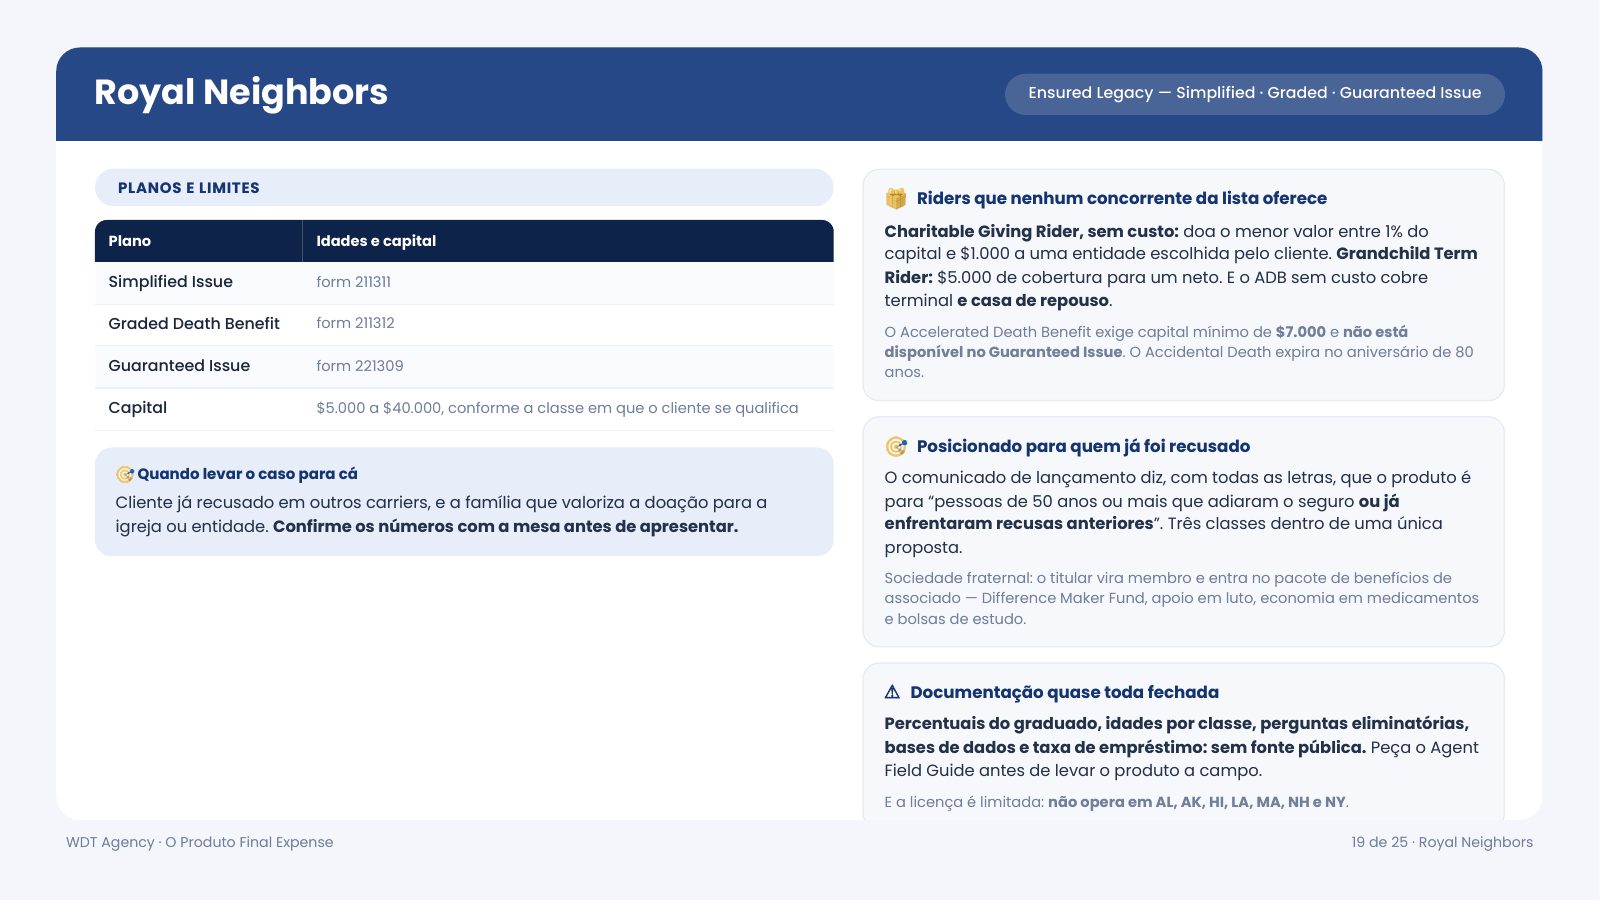 Royal Neighbors
Ensured Legacy — Simplified · Graded · Guaranteed Issue
PLANOS E LIMITES
Plano
Idades e capital
Simplified Issue
form 211311
Graded Death Benefit
form 211312
Guaranteed Issue
form 221309
Capital
$5.000 a $40.000, conforme a classe em que o cliente se qualifica
🎯 Quando levar o caso para cá
Cliente já recusado em outros carriers, e a família que valoriza a doação para a
igreja ou entidade. Confirme os números com a mesa antes de apresentar.
🎁 Riders que nenhum concorrente da lista oferece
Charitable Giving Rider, sem custo: doa o menor valor entre 1% do
capital e $1.000 a uma entidade escolhida pelo cliente. Grandchild Term
Rider: $5.000 de cobertura para um neto. E o ADB sem custo cobre
terminal e casa de repouso.
O Accelerated Death Benefit exige capital mínimo de $7.000 e não está
disponível no Guaranteed Issue. O Accidental Death expira no aniversário de 80
anos.
🎯 Posicionado para quem já foi recusado
O comunicado de lançamento diz, com todas as letras, que o produto é
para “pessoas de 50 anos ou mais que adiaram o seguro ou já
enfrentaram recusas anteriores”. Três classes dentro de uma única
proposta.
Sociedade fraternal: o titular vira membro e entra no pacote de benefícios de
associado — Difference Maker Fund, apoio em luto, economia em medicamentos
e bolsas de estudo.
⚠ Documentação quase toda fechada
Percentuais do graduado, idades por classe, perguntas eliminatórias,
bases de dados e taxa de empréstimo: sem fonte pública. Peça o Agent
Field Guide antes de levar o produto a campo.
E a licença é limitada: não opera em AL, AK, HI, LA, MA, NH e NY.
WDT Agency · O Produto Final Expense
19 de 25 · Royal Neighbors